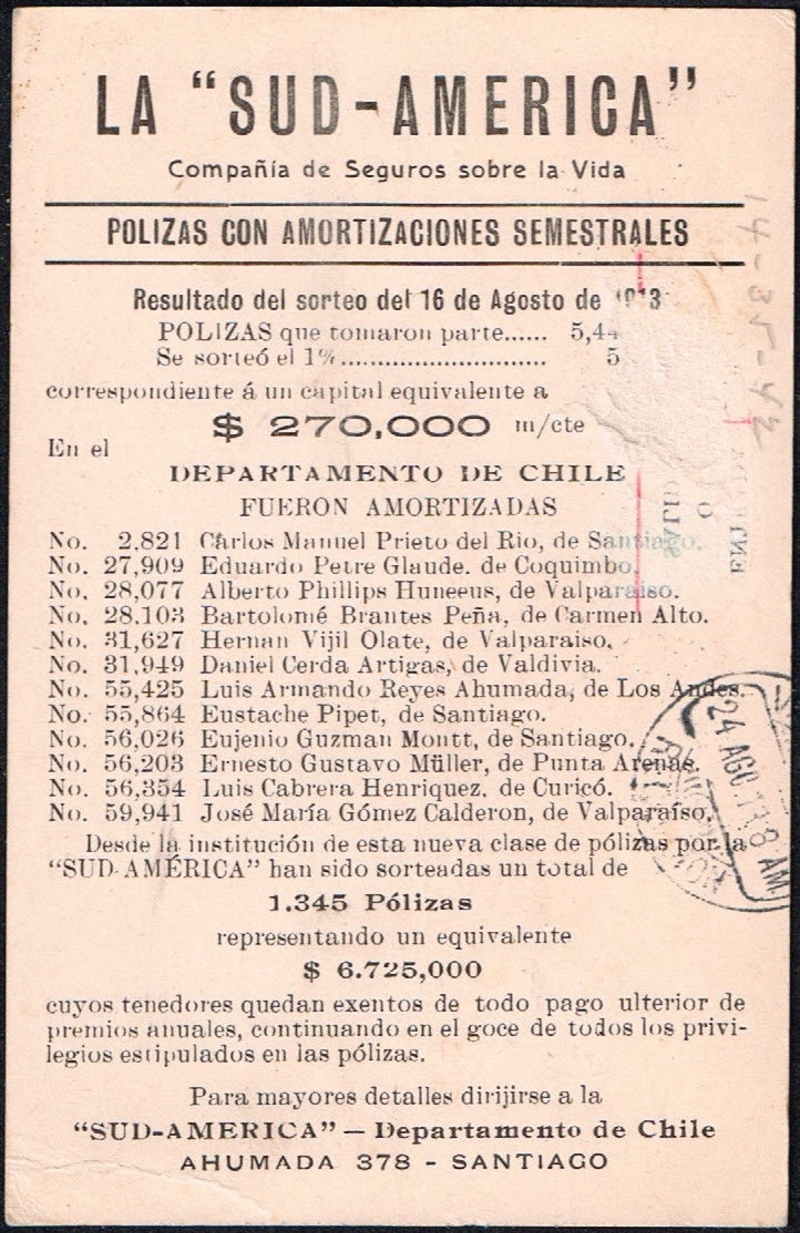 LA "SUD-AMERICA"
Compañía de Seguros sobre la Vida
POLIZAS CON AMORTIZACIONES SEMESTRALES
Resultado del sorteo del 16 de Agosto de 1913
POLIZAS que tomaron parte...... 5,44
Se sorteó el 1%.......................... 5
correspondiente á un capital equivalente a
$ 270,000 m/cte
En el
DEPARTAMENTO DE CHILE
FUERON AMORTIZADAS
No. 2.821 Carlos Manuel Prieto del Rio, de Santiago.
No. 27,909 Eduardo Petre Glaude. de Coquimbo.
No. 28,077 Alberto Phillips Huneeus, de Valparaiso.
No. 28.103 Bartolomé Brantes Peña, de Carmen Alto.
No. 31,627 Hernan Vijil Olate, de Valparaiso.
No. 31,949 Daniel Cerda Artigas, de Valdivia.
No. 55,425 Luis Armando Reyes Ahumada, de Los Andes.
No. 55,864 Eustache Pipet, de Santiago.
No. 56,026 Eujenio Guzman Montt, de Santiago.
No. 56,203 Ernesto Gustavo Müller, de Punta Arenas.
No. 56,354 Luis Cabrera Henriquez. de Curicó.
No. 59,941 José María Gómez Calderon, de Valparaíso.
Desde la institución de esta nueva clase de pólizas por la
"SUD-AMÉRICA" han sido sorteadas un total de
1.345 Pólizas
representando un equivalente
$ 6.725,000
cuyos tenedores quedan exentos de todo pago ulterior de
premios anuales, continuando en el goce de todos los privi-
legios estipulados en las pólizas.
Para mayores detalles dirijirse a la
"SUD-AMERICA" — Departamento de Chile
AHUMADA 378 - SANTIAGO
24 AGO 13 8 AM